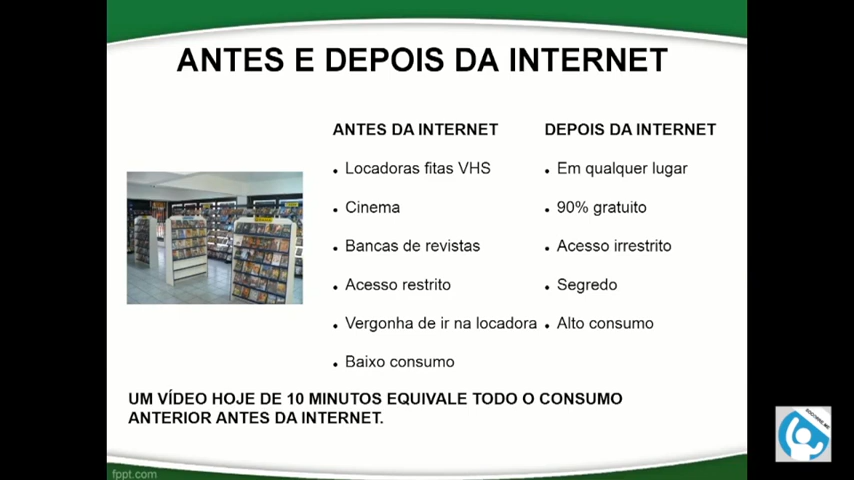 ANTES E DEPOIS DA INTERNET
ANTES DA INTERNET
Locadoras fitas VHS
Cinema
Bancas de revistas
Acesso restrito
Vergonha de ir na locadora
Baixo consumo
DEPOIS DA INTERNET
Em qualquer lugar
90% gratuito
Acesso irrestrito
Segredo
Alto consumo
UM VÍDEO HOJE DE 10 MINUTOS EQUIVALE TODO O CONSUMO
ANTERIOR ANTES DA INTERNET.
fppt.com